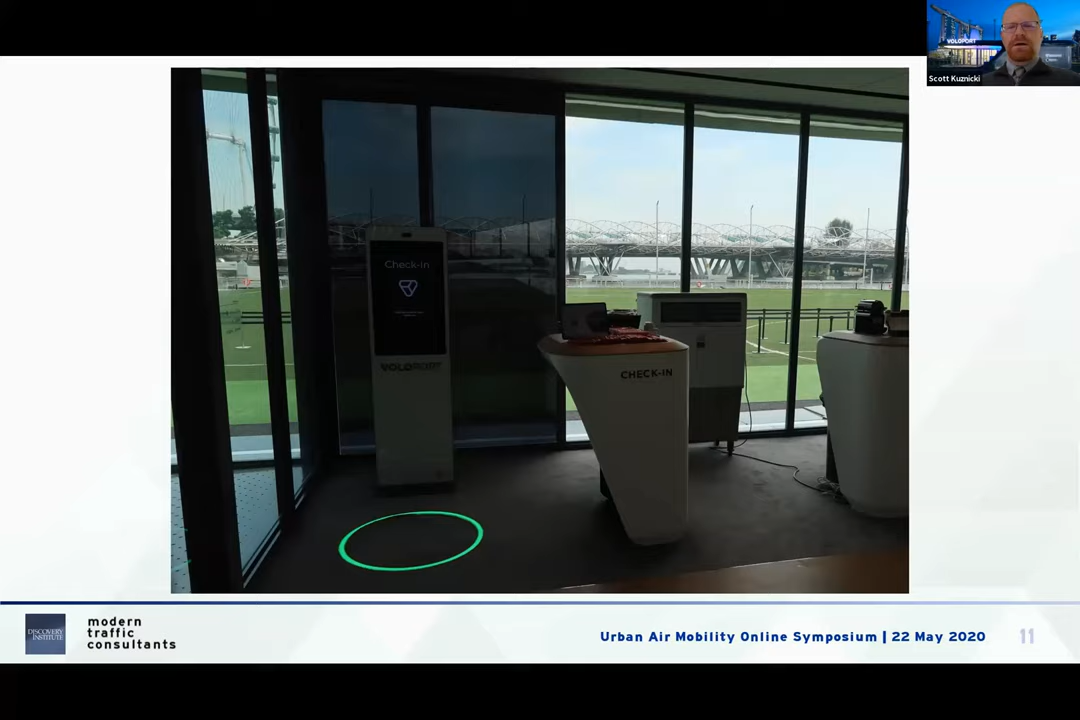 VOLOPORT
Scott Kuznicki
Check-in
VOLOPORT
CHECK-IN
DISCOVERY
INSTITUTE
modern
traffic
consultants
Urban Air Mobility Online Symposium | 22 May 2020
11